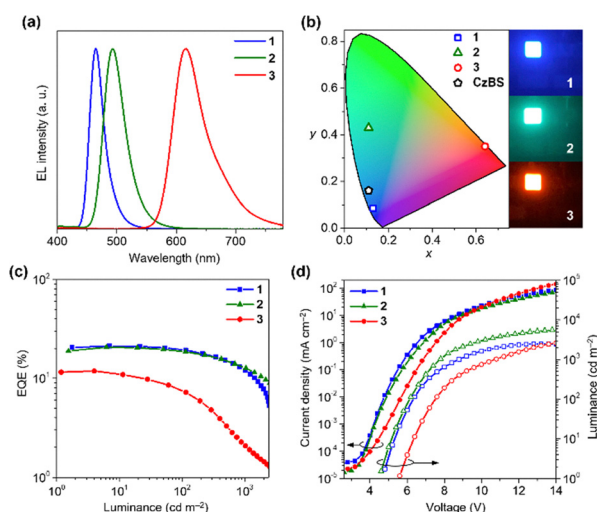 (a)
1
2
3
EL intensity (a. u.)
400 500 600 700
Wavelength (nm)
(b)
0.8
0.6
0.4
0.2
0.0
y
1
2
3
CzBS
0.0 0.2 0.4 0.6
x
1
2
3
(c)
1
2
3
EQE (%)
10²
10¹
10⁰
10⁰ 10¹ 10² 10³
Luminance (cd m⁻²)
(d)
1
2
3
Current density (mA cm⁻²)
10³
10²
10¹
10⁰
10⁻¹
10⁻²
10⁻³
10⁻⁴
10⁻⁵
10⁵
10⁴
10³
10²
10¹
10⁰
Luminance (cd m⁻²)
4 6 8 10 12 14
Voltage (V)